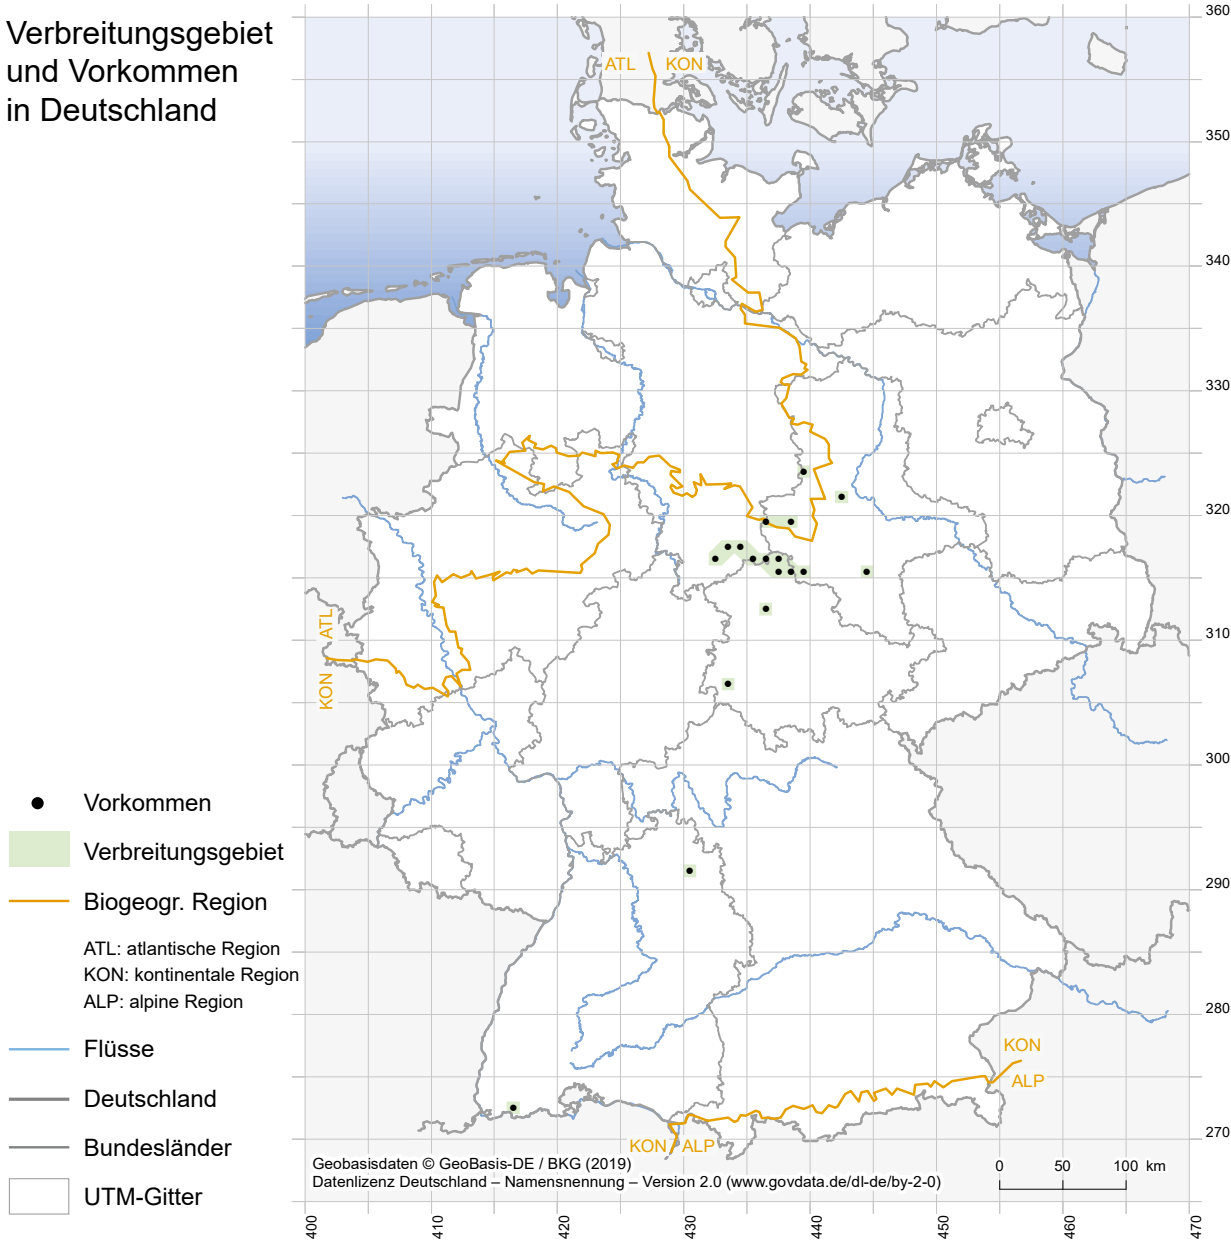 Verbreitungsgebiet
und Vorkommen
in Deutschland
ATL KON
360
350
340
330
320
310
300
290
280
270
ATL
KON
Vorkommen
Verbreitungsgebiet
Biogeogr. Region
ATL: atlantische Region
KON: kontinentale Region
ALP: alpine Region
Flüsse
Deutschland
Bundesländer
UTM-Gitter
KON
ALP
KON ALP
Geobasisdaten © GeoBasis-DE / BKG (2019)
Datenlizenz Deutschland – Namensnennung – Version 2.0 (www.govdata.de/dl-de/by-2-0)
0 50 100 km
400 410 420 430 440 450 460 470